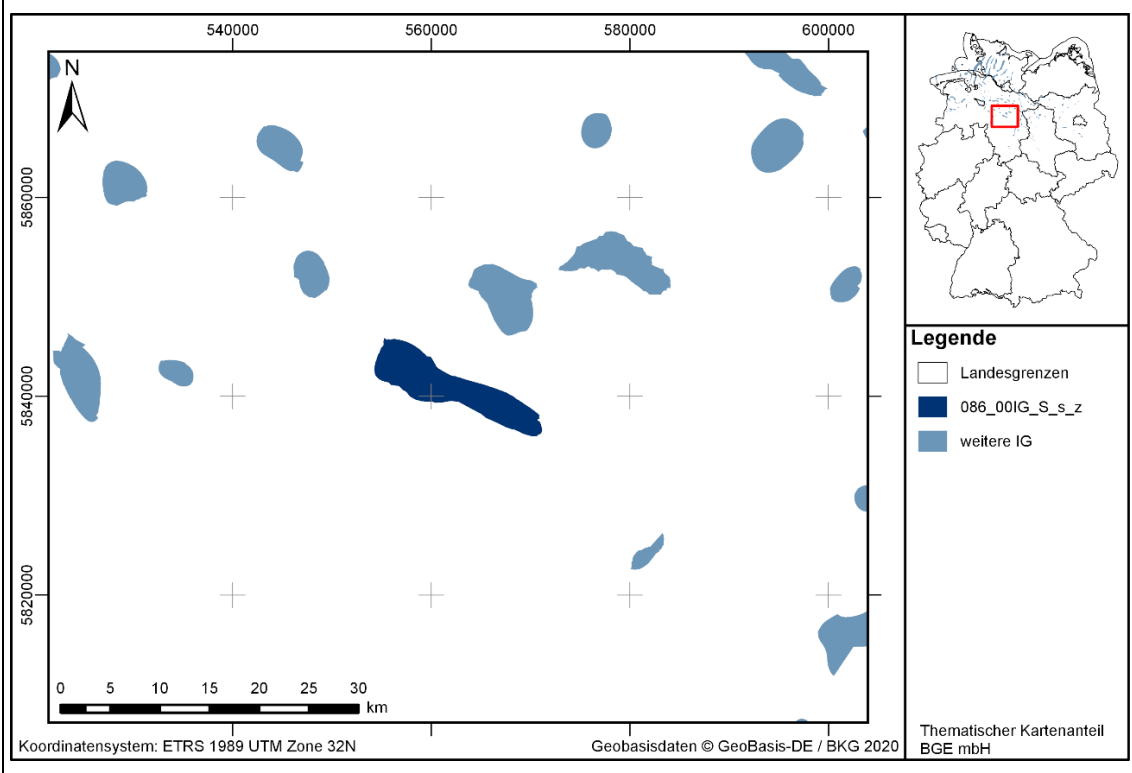 540000 560000 580000 600000
N
5860000
5840000
5820000
0 5 10 15 20 25 30
km
Koordinatensystem: ETRS 1989 UTM Zone 32N
Geobasisdaten © GeoBasis-DE / BKG 2020
Legende
Landesgrenzen
086_00IG_S_s_z
weitere IG
Thematischer Kartenanteil
BGE mbH